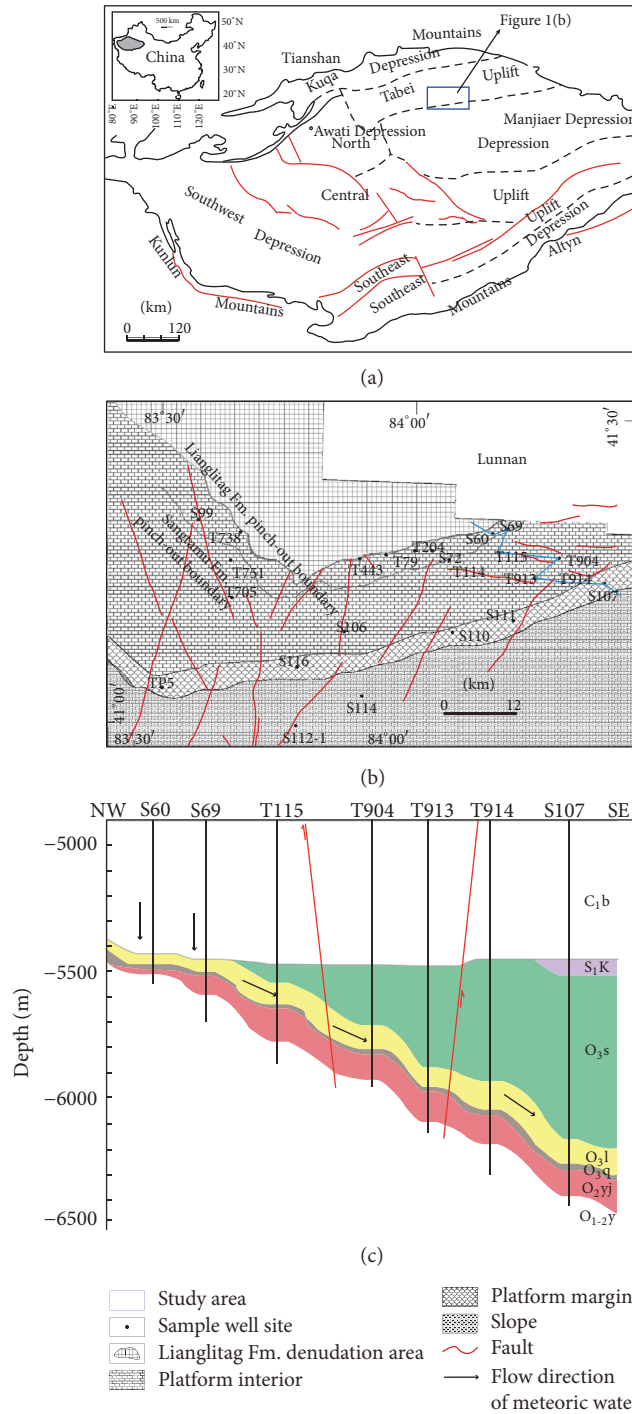 500 km
50°N
40°N
30°N
20°N
China
80°E
90°E
100°E
110°E
120°E
Figure 1(b)
Mountains
Tianshan
Kuqa Depression
Tabei Uplift
Awati Depression
North
Manjiaer Depression
Depression
Central Uplift
Southwest Depression
Uplift
Depression
Southeast
Southeast
Altyn
Mountains
Kunlun
Mountains
(km)
0 120
(a)
83°30′
84°00′
41°30′
Lunnan
Lianglitag Fm. pinch-out boundary
Sangtamu Fm.
pinch-out boundary
S99
T738
T751
T705
T443
T79
T204
S72
S60
S69
T115
T904
T114
T913
T914
S107
S106
S111
S110
S116
TP5
S114
S112-1
(km)
0 12
41°00′
83°30′
84°00′
(b)
NW S60 S69 T115 T904 T913 T914 S107 SE
Depth (m)
−5000
−5500
−6000
−6500
C₁b
S₁K
O₃s
O₃l
O₃q
O₂yj
O₁₋₂y
(c)
Study area
Sample well site
Lianglitag Fm. denudation area
Platform interior
Platform margin
Slope
Fault
Flow direction
of meteoric wate